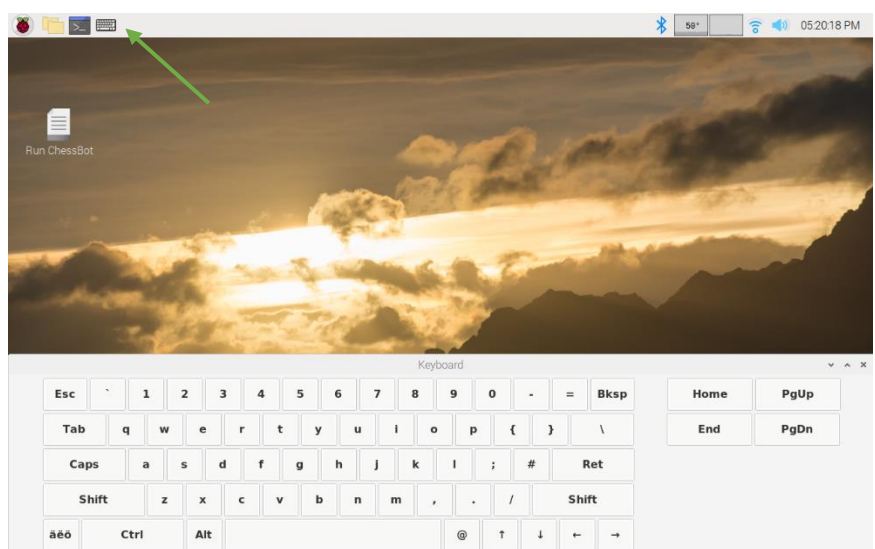 59° 05:20:18 PM
Run ChessBot
Keyboard
Esc ` 1 2 3 4 5 6 7 8 9 0 - = Bksp Home PgUp
Tab q w e r t y u i o p { } \ End PgDn
Caps a s d f g h j k l ; # Ret
Shift z x c v b n m , . / Shift
äëö Ctrl Alt @ ↑ ↓ ← →